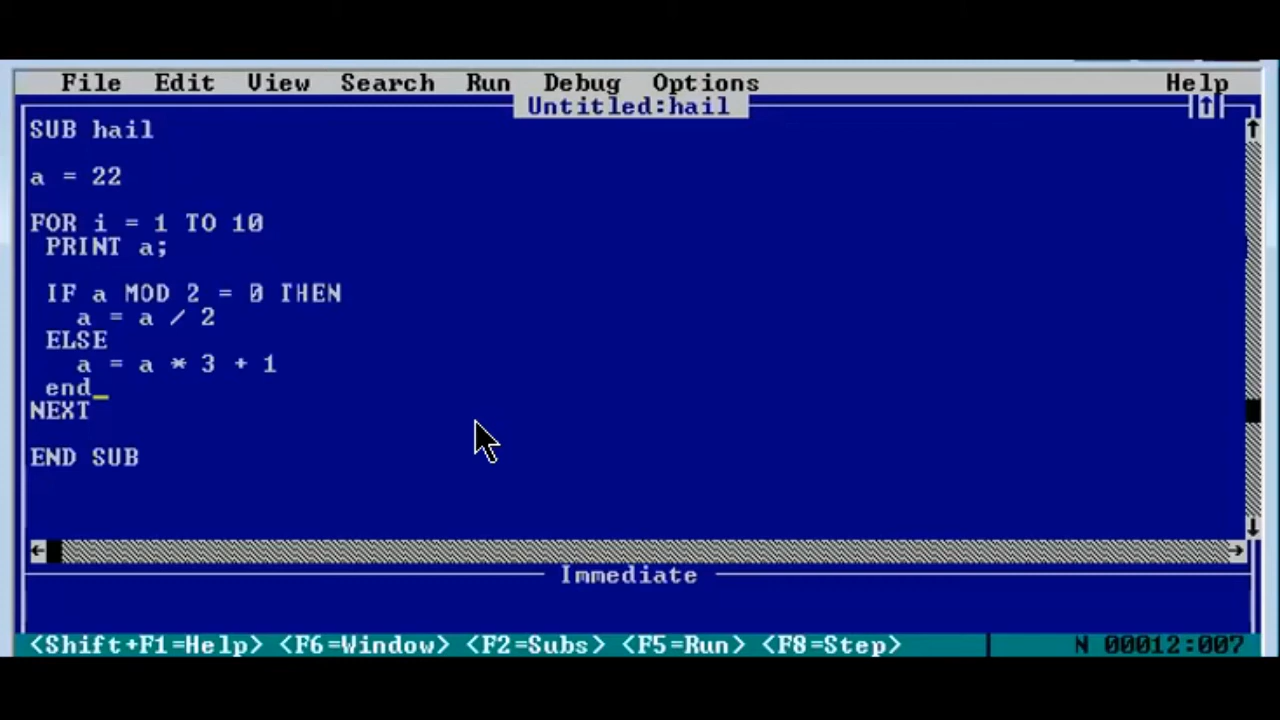 File Edit View Search Run Debug Options Help
Untitled:hail
SUB hail
a = 22
FOR i = 1 TO 10
PRINT a;
IF a MOD 2 = 0 THEN
a = a / 2
ELSE
a = a * 3 + 1
end_
NEXT
END SUB
Immediate
<Shift+F1=Help> <F6=Window> <F2=Subs> <F5=Run> <F8=Step> N 00012:007